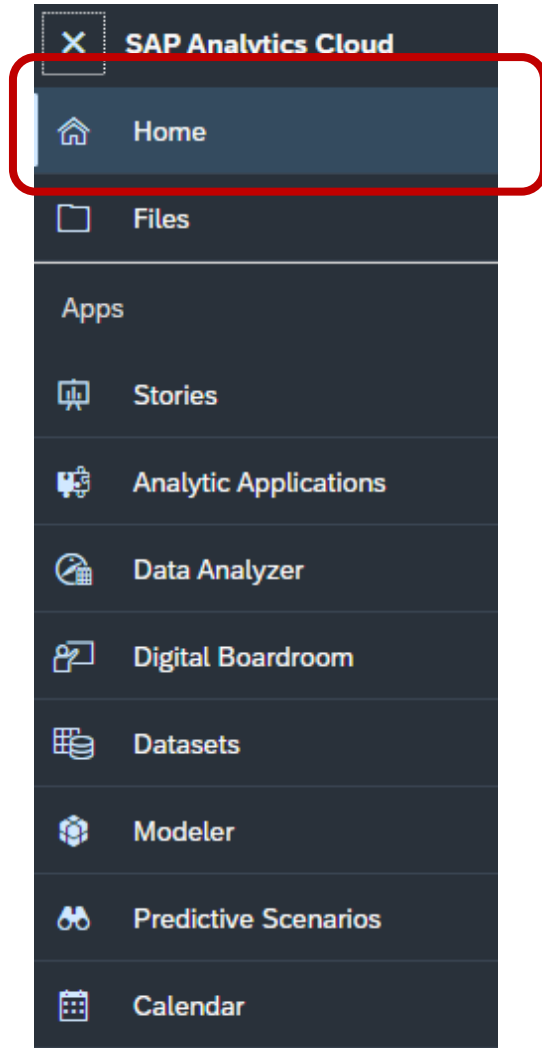 SAP Analytics Cloud
Home
Files
Apps
Stories
Analytic Applications
Data Analyzer
Digital Boardroom
Datasets
Modeler
Predictive Scenarios
Calendar